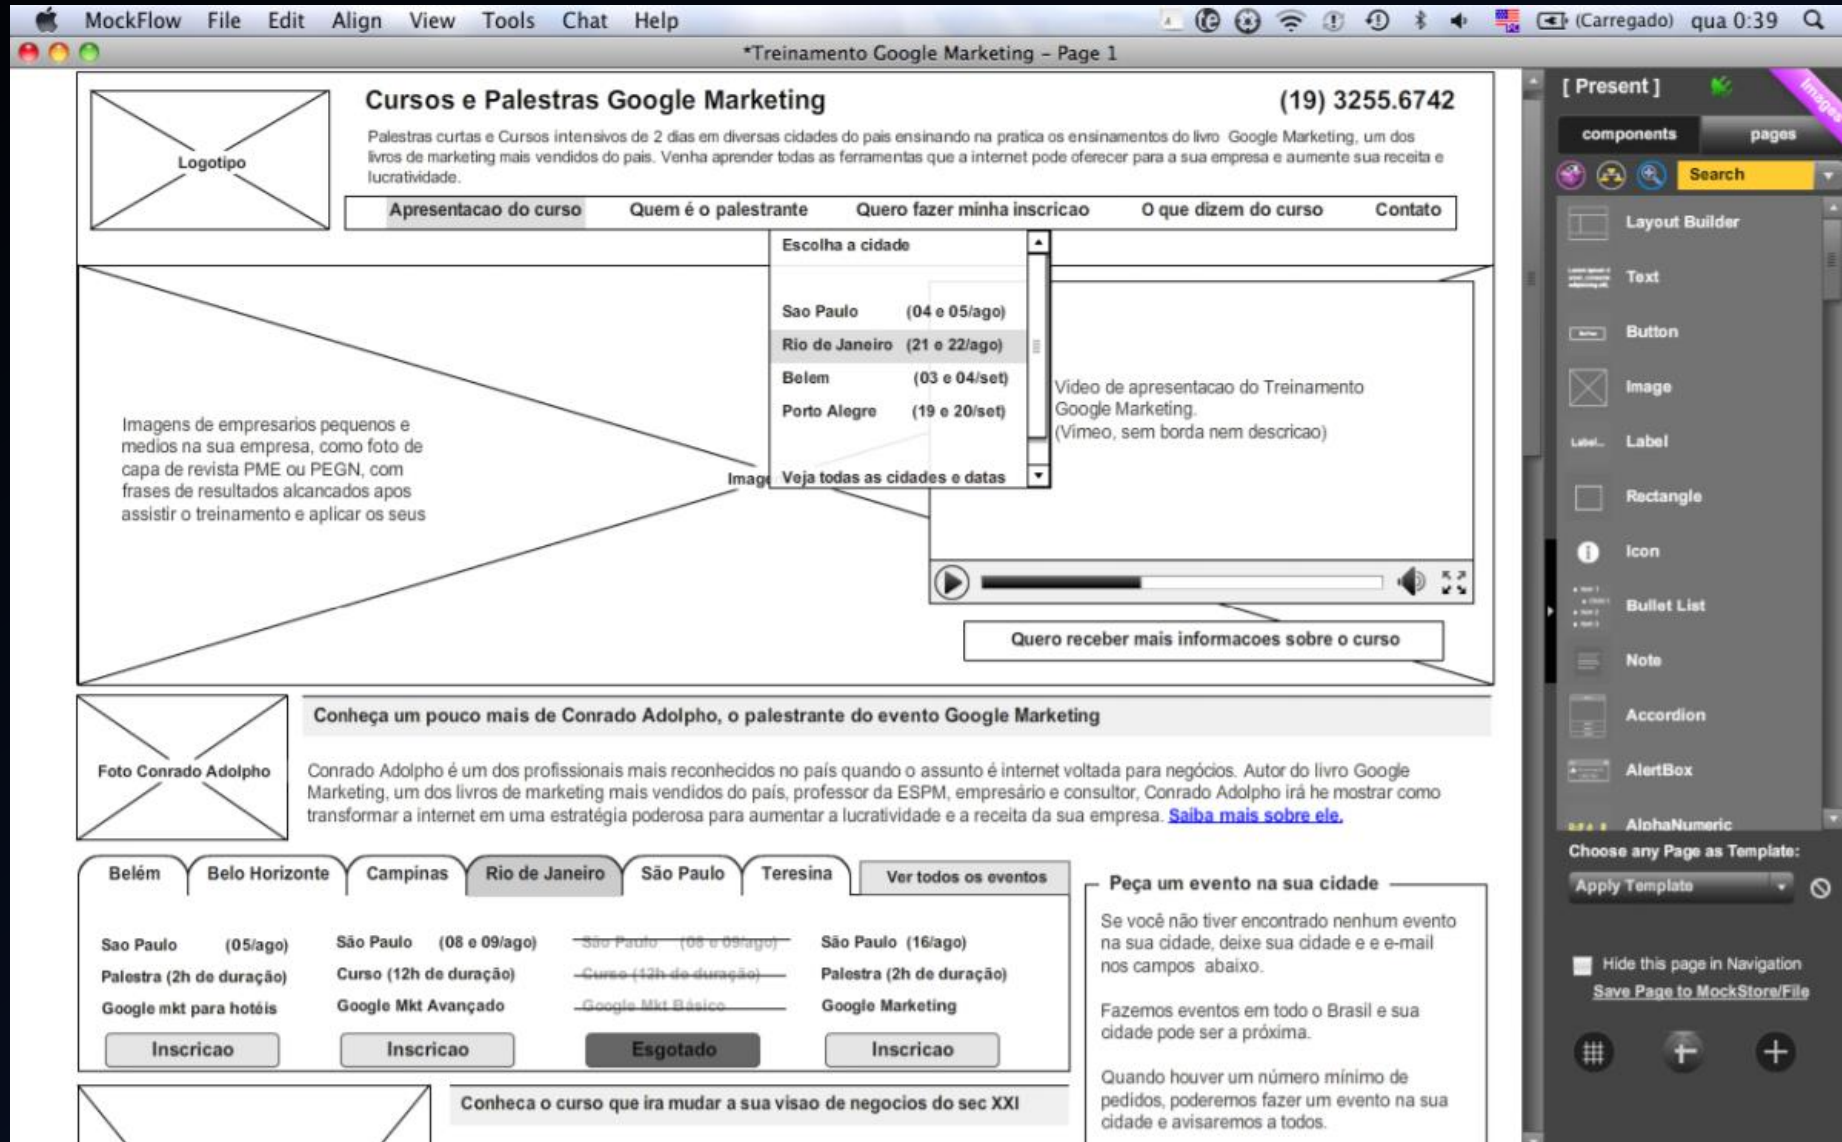 MockFlow File Edit Align View Tools Chat Help (Carregado) qua 0:39
*Treinamento Google Marketing – Page 1
Logotipo
Cursos e Palestras Google Marketing
(19) 3255.6742
Palestras curtas e Cursos intensivos de 2 dias em diversas cidades do pais ensinando na pratica os ensinamentos do livro Google Marketing, um dos
livros de marketing mais vendidos do país. Venha aprender todas as ferramentas que a internet pode oferecer para a sua empresa e aumente sua receita e
lucratividade.
Apresentacao do curso Quem é o palestrante Quero fazer minha inscricao O que dizem do curso Contato
Escolha a cidade
Sao Paulo (04 e 05/ago)
Rio de Janeiro (21 e 22/ago)
Belem (03 e 04/set)
Porto Alegre (19 e 20/set)
Veja todas as cidades e datas
Imagens de empresarios pequenos e
medios na sua empresa, como foto de
capa de revista PME ou PEGN, com
frases de resultados alcancados apos
assistir o treinamento e aplicar os seus
Video de apresentacao do Treinamento
Google Marketing.
(Vimeo, sem borda nem descricao)
Quero receber mais informacoes sobre o curso
Foto Conrado Adolpho
Conheça um pouco mais de Conrado Adolpho, o palestrante do evento Google Marketing
Conrado Adolpho é um dos profissionais mais reconhecidos no país quando o assunto é internet voltada para negócios. Autor do livro Google
Marketing, um dos livros de marketing mais vendidos do país, professor da ESPM, empresário e consultor, Conrado Adolpho irá he mostrar como
transformar a internet em uma estratégia poderosa para aumentar a lucratividade e a receita da sua empresa. Saiba mais sobre ele.
Belém Belo Horizonte Campinas Rio de Janeiro São Paulo Teresina Ver todos os eventos
Sao Paulo (05/ago)
Palestra (2h de duração)
Google mkt para hotéis
Inscricao
São Paulo (08 e 09/ago)
Curso (12h de duração)
Google Mkt Avançado
Inscricao
São Paulo (08 e 09/ago)
Curso (12h de duração)
Google Mkt Básico
Esgotado
São Paulo (16/ago)
Palestra (2h de duração)
Google Marketing
Inscricao
Peça um evento na sua cidade
Se você não tiver encontrado nenhum evento
na sua cidade, deixe sua cidade e e e-mail
nos campos abaixo.
Fazemos eventos em todo o Brasil e sua
cidade pode ser a próxima.
Quando houver um número mínimo de
pedidos, poderemos fazer um evento na sua
cidade e avisaremos a todos.
Conheca o curso que ira mudar a sua visao de negocios do sec XXI
[ Present ]
Images
components pages
Search
Layout Builder
Text
Button
Image
Label... Label
Rectangle
Icon
Bullet List
Note
Accordion
AlertBox
AlphaNumeric
Choose any Page as Template:
Apply Template
Hide this page in Navigation
Save Page to MockStore/File